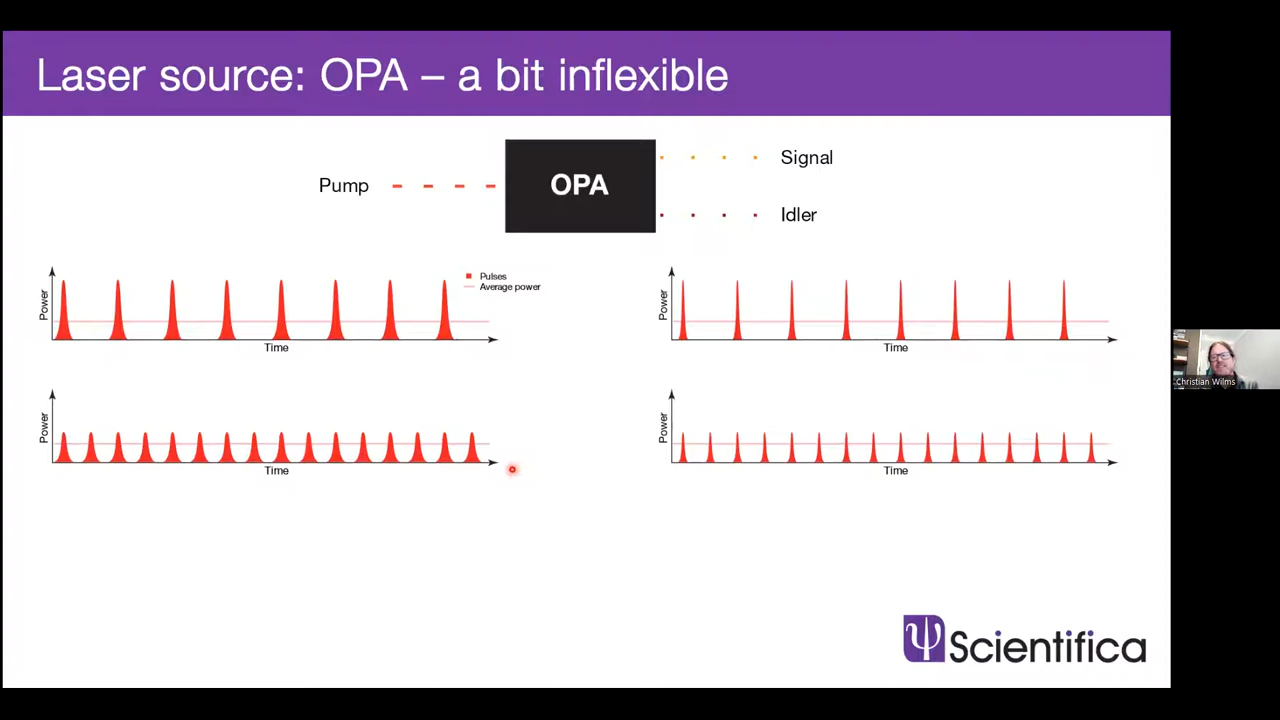 Laser source: OPA – a bit inflexible
Pump
OPA
Signal
Idler
Power
Pulses
Average power
Time
Power
Time
Power
Time
Power
Time
Christian Wilms
Scientifica